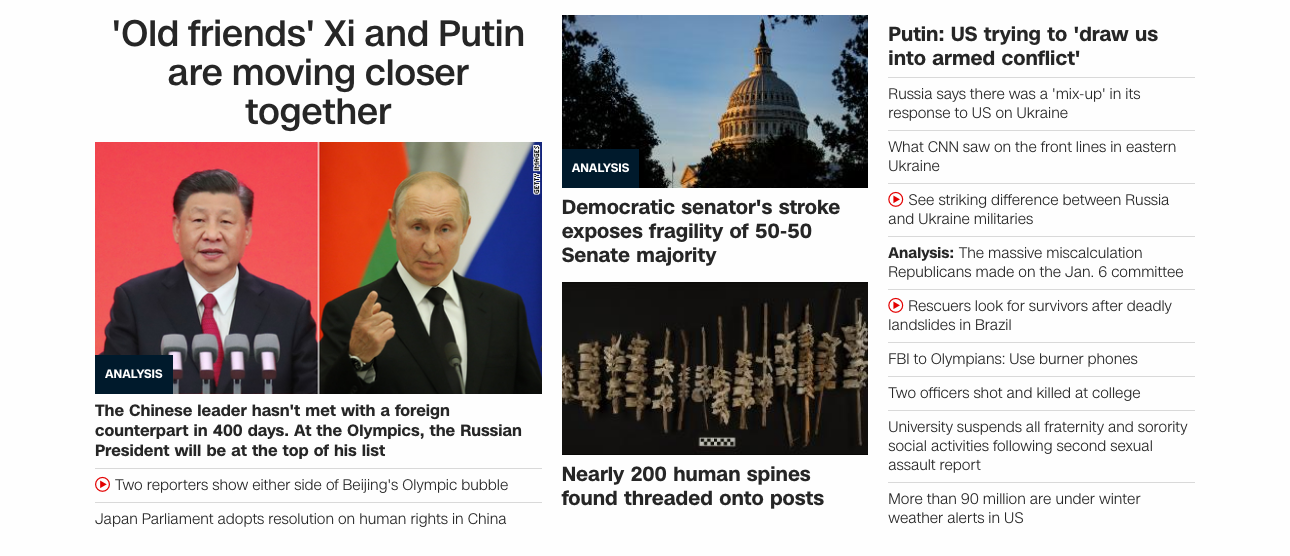 'Old friends' Xi and Putin
are moving closer
together
GETTY IMAGES
ANALYSIS
The Chinese leader hasn't met with a foreign
counterpart in 400 days. At the Olympics, the Russian
President will be at the top of his list
Two reporters show either side of Beijing's Olympic bubble
Japan Parliament adopts resolution on human rights in China
ANALYSIS
Democratic senator's stroke
exposes fragility of 50-50
Senate majority
Nearly 200 human spines
found threaded onto posts
Putin: US trying to 'draw us
into armed conflict'
Russia says there was a 'mix-up' in its
response to US on Ukraine
What CNN saw on the front lines in eastern
Ukraine
See striking difference between Russia
and Ukraine militaries
Analysis: The massive miscalculation
Republicans made on the Jan. 6 committee
Rescuers look for survivors after deadly
landslides in Brazil
FBI to Olympians: Use burner phones
Two officers shot and killed at college
University suspends all fraternity and sorority
social activities following second sexual
assault report
More than 90 million are under winter
weather alerts in US